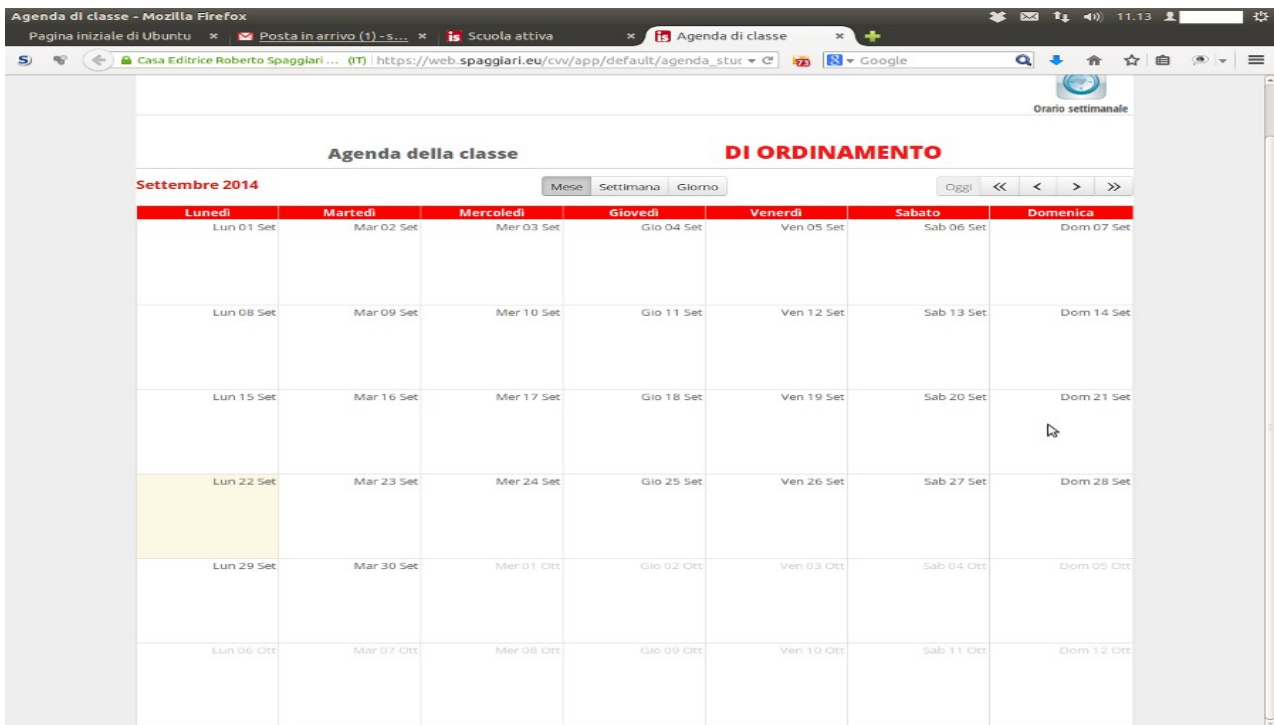 Agenda di classe - Mozilla Firefox 11.13
Pagina iniziale di Ubuntu × Posta in arrivo (1) - s... × is Scuola attiva × is Agenda di classe ×
S Casa Editrice Roberto Spaggiari ... (IT) https://web.spaggiari.eu/cvv/app/default/agenda_stud 8 Google
Orario settimanale
Agenda della classe DI ORDINAMENTO
Settembre 2014 Mese Settimana Giorno Oggi « < > »
Lunedì Martedì Mercoledì Giovedì Venerdì Sabato Domenica
Lun 01 Set Mar 02 Set Mer 03 Set Gio 04 Set Ven 05 Set Sab 06 Set Dom 07 Set
Lun 08 Set Mar 09 Set Mer 10 Set Gio 11 Set Ven 12 Set Sab 13 Set Dom 14 Set
Lun 15 Set Mar 16 Set Mer 17 Set Gio 18 Set Ven 19 Set Sab 20 Set Dom 21 Set
Lun 22 Set Mar 23 Set Mer 24 Set Gio 25 Set Ven 26 Set Sab 27 Set Dom 28 Set
Lun 29 Set Mar 30 Set Mer 01 Ott Gio 02 Ott Ven 03 Ott Sab 04 Ott Dom 05 Ott
Lun 06 Ott Mar 07 Ott Mer 08 Ott Gio 09 Ott Ven 10 Ott Sab 11 Ott Dom 12 Ott